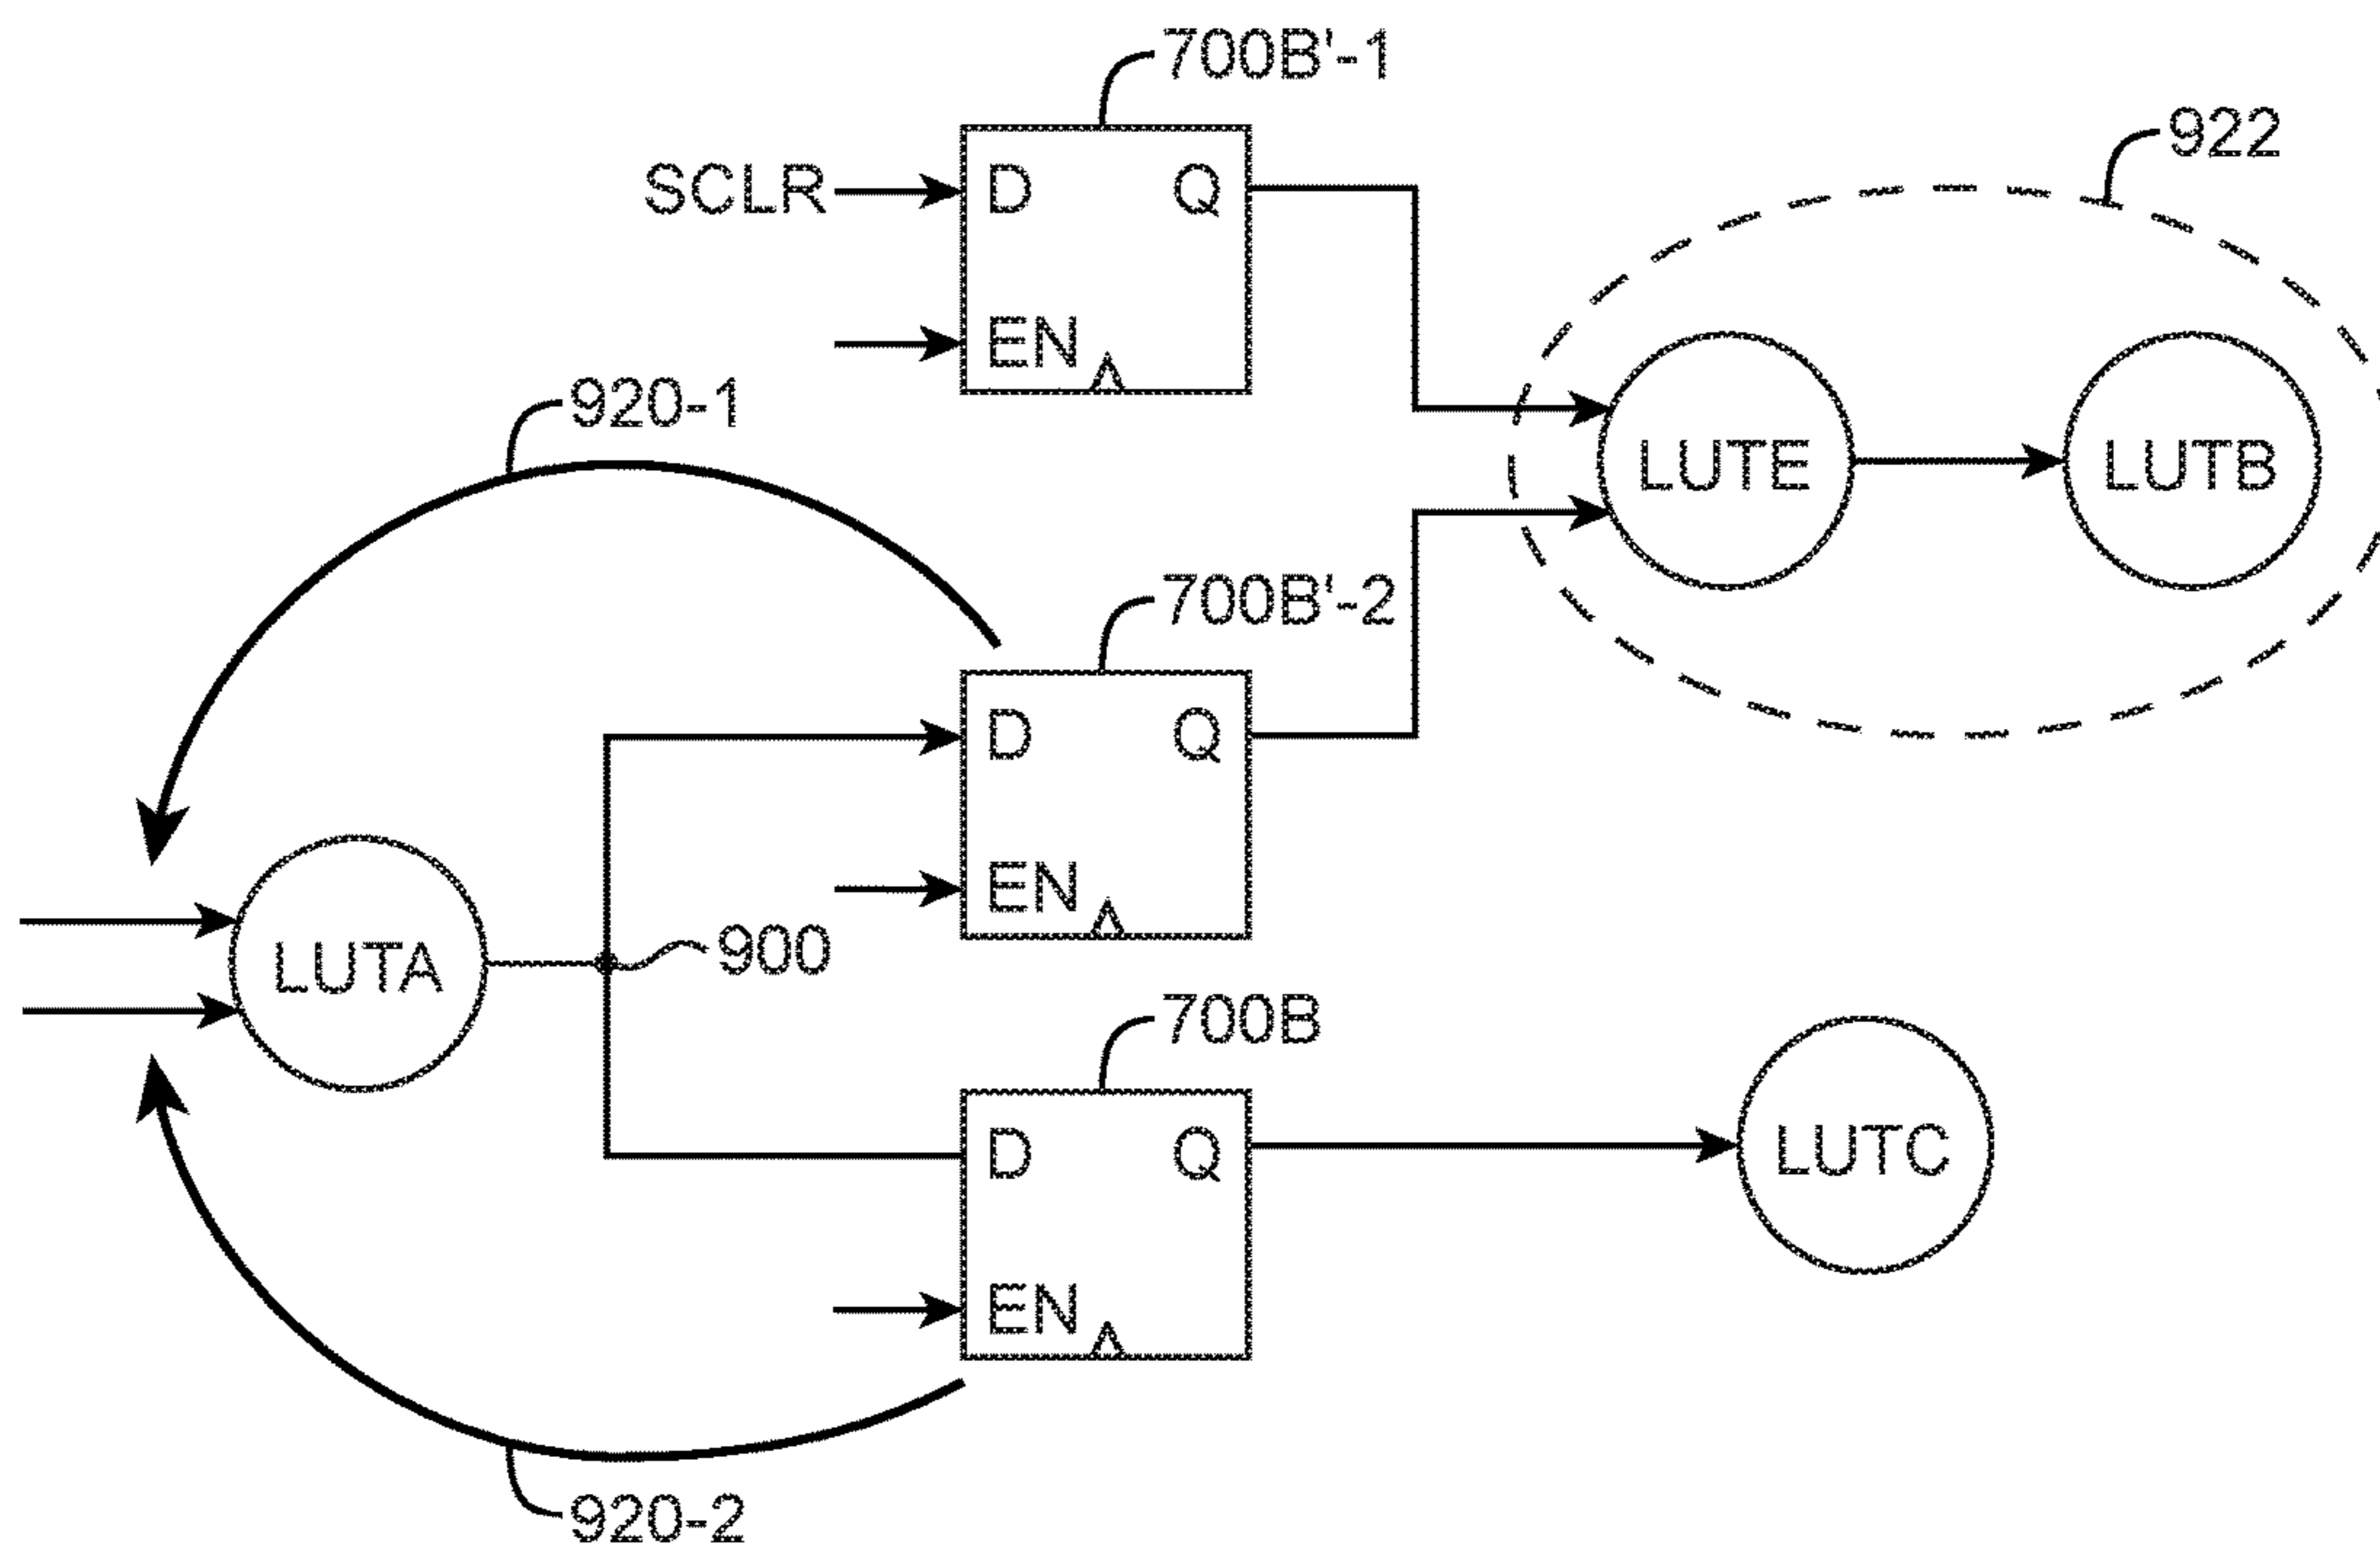 700B'-1
922
SCLR
D
Q
EN
920-1
LUTE
LUTB
700B'-2
D
Q
EN
LUTA
900
700B
D
Q
LUTC
EN
920-2